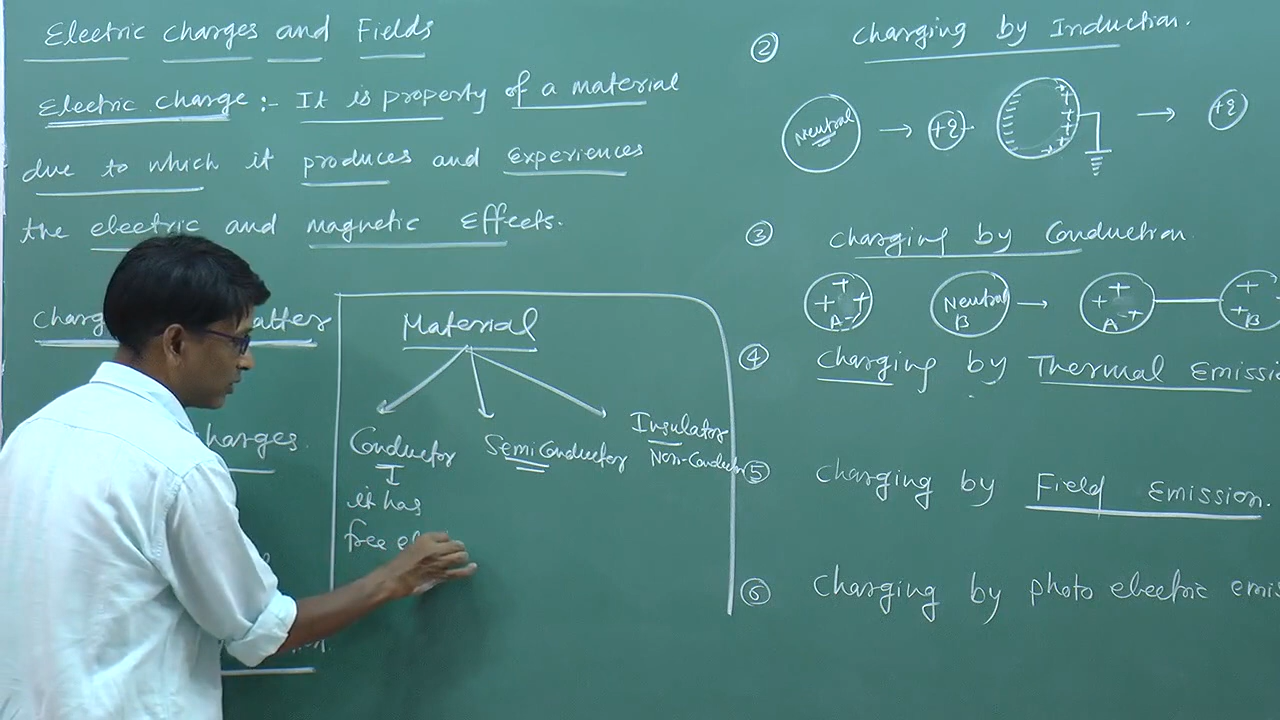 Electric charges and Fields
Electric charge :- It is property of a material
due to which it produces and experiences
the electric and magnetic effects.
Material
Conductor
it has
free
Semi Conductor
Insulator
Non-Conductor
charges.
② Charging by Induction.
Neutral → +q → +q
③ Charging by Conduction.
+ + + A
Neutral B → + + + A + + B
④ Charging by Thermal
⑤ Charging by Field Emission.
⑥ Charging by photo electric